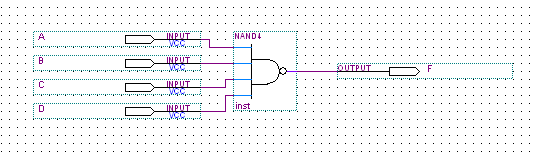 A INPUT
VCC
B INPUT
VCC
C INPUT
VCC
D INPUT
VCC
NAND4
inst
OUTPUT F